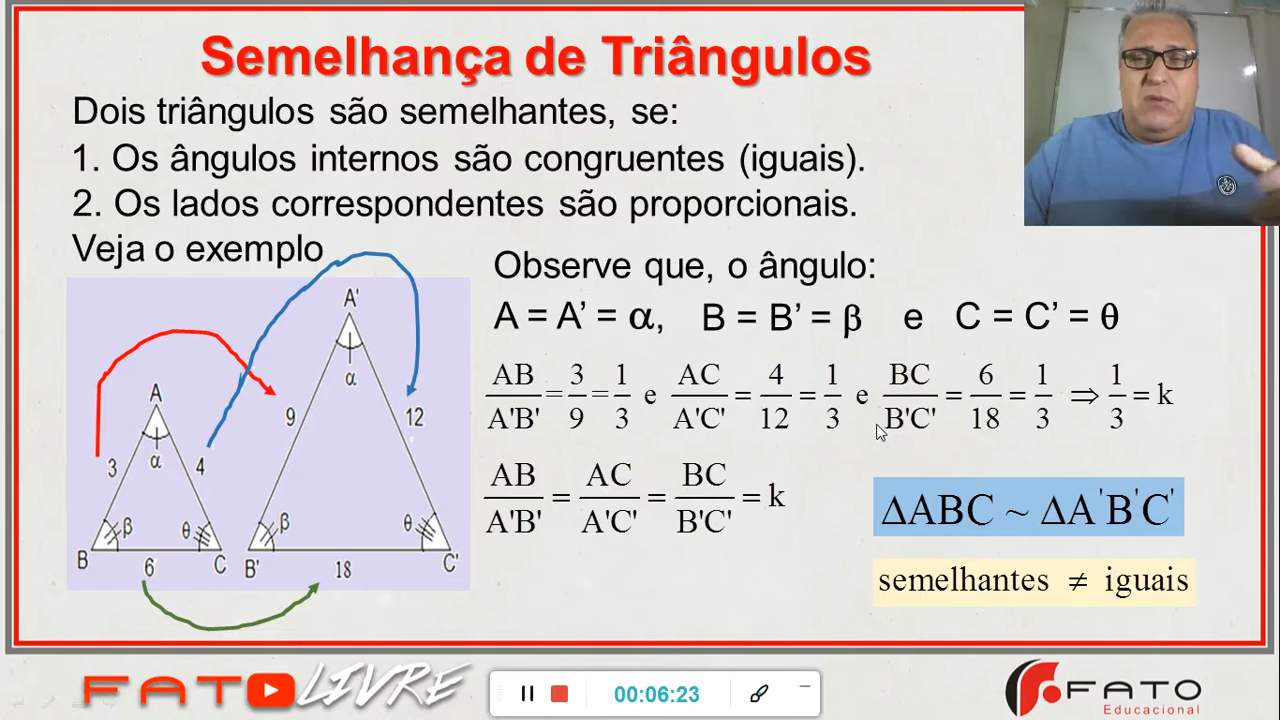 Semelhança de Triângulos
Dois triângulos são semelhantes, se:
1. Os ângulos internos são congruentes (iguais).
2. Os lados correspondentes são proporcionais.
Veja o exemplo
Observe que, o ângulo:
A = A’ = α, B = B’ = β e C = C’ = θ
AB/A'B' = 3/9 = 1/3 e AC/A'C' = 4/12 = 1/3 e BC/B'C' = 6/18 = 1/3 ⇒ 1/3 = k
AB/A'B' = AC/A'C' = BC/B'C' = k
ΔABC ~ ΔA'B'C'
semelhantes ≠ iguais
A
α
3
4
B
β
θ
C
6
A'
α
9
12
B'
β
θ
C'
18
FATO LIVRE
00:06:23
FATO
Educacional